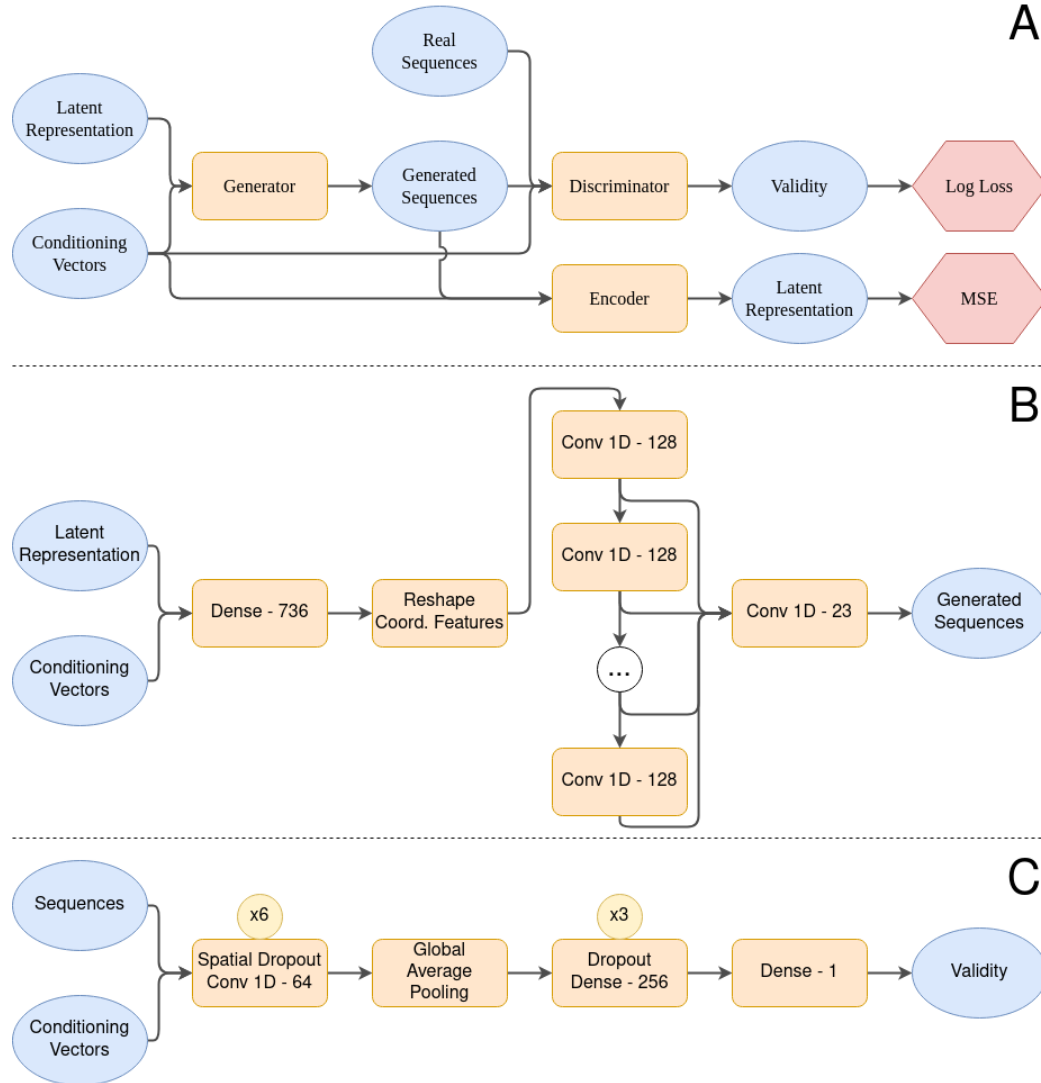 A
Real
Sequences
Latent
Representation
Generator
Generated
Sequences
Discriminator
Validity
Log Loss
Conditioning
Vectors
Encoder
Latent
Representation
MSE
B
Conv 1D - 128
Latent
Representation
Conv 1D - 128
Dense - 736
Reshape
Coord. Features
Conv 1D - 23
Generated
Sequences
Conditioning
Vectors
...
Conv 1D - 128
C
Sequences
x6
x3
Spatial Dropout
Conv 1D - 64
Global
Average
Pooling
Dropout
Dense - 256
Dense - 1
Validity
Conditioning
Vectors